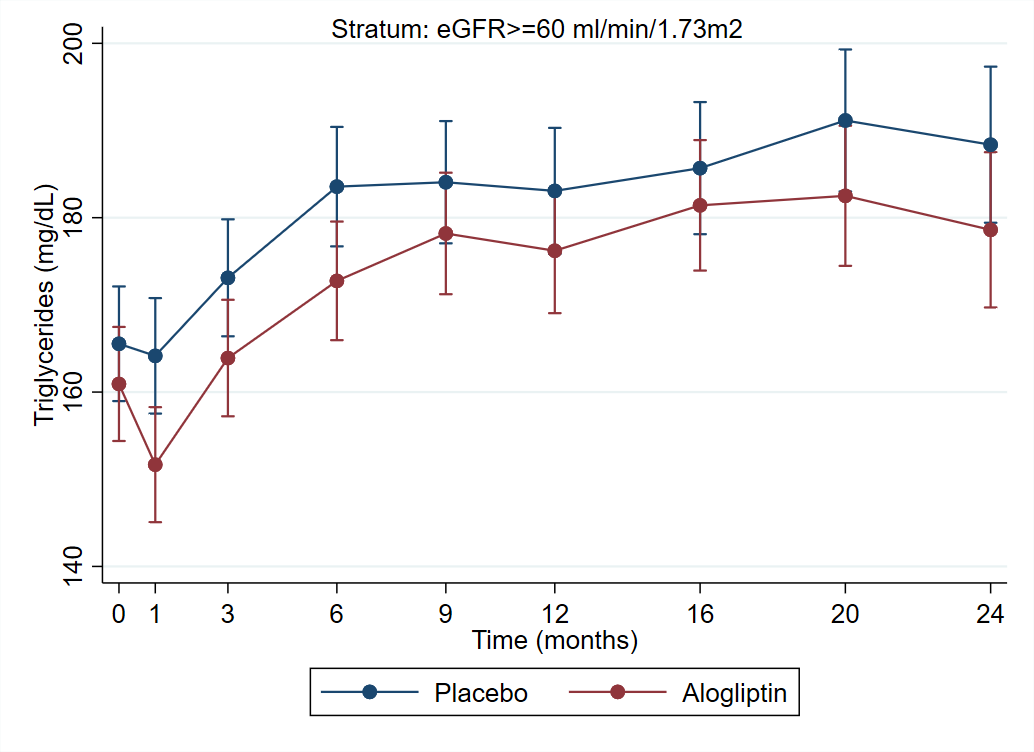 Stratum: eGFR>=60 ml/min/1.73m2
Triglycerides (mg/dL)
200
180
160
140
0 1 3 6 9 12 16 20 24
Time (months)
Placebo Alogliptin